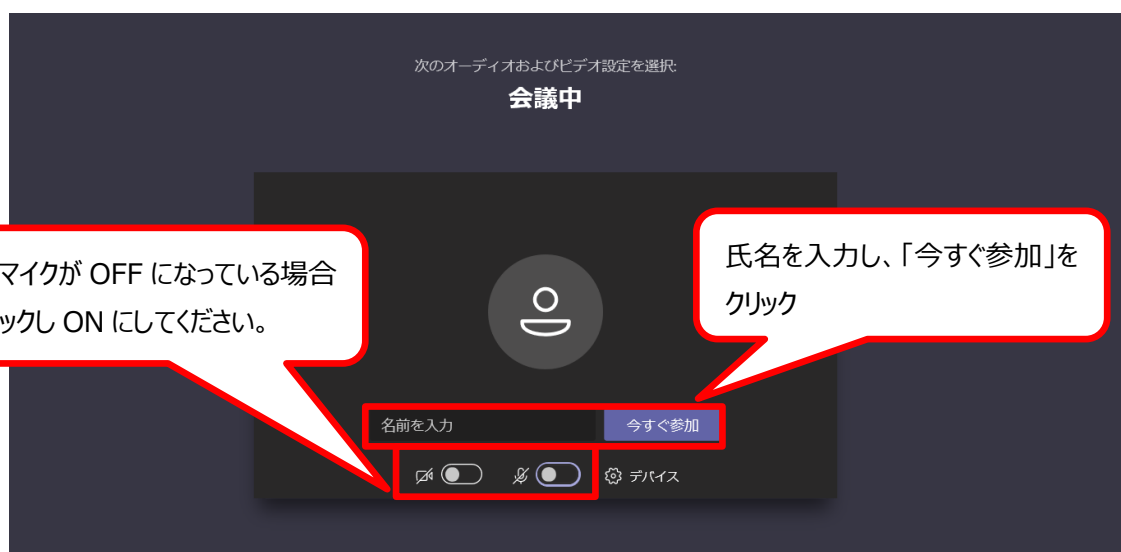 次のオーディオおよびビデオ設定を選択:
会議中
マイクが OFF になっている場合
ックし ON にしてください。
氏名を入力し、「今すぐ参加」を
クリック
名前を入力
今すぐ参加
デバイス